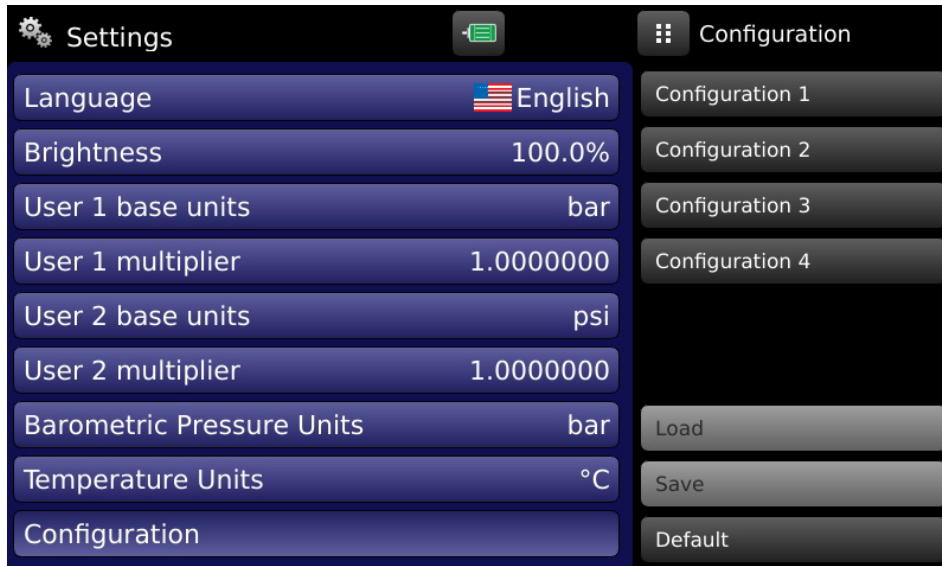 Settings
Language English
Brightness 100.0%
User 1 base units bar
User 1 multiplier 1.0000000
User 2 base units psi
User 2 multiplier 1.0000000
Barometric Pressure Units bar
Temperature Units °C
Configuration
Configuration
Configuration 1
Configuration 2
Configuration 3
Configuration 4
Load
Save
Default